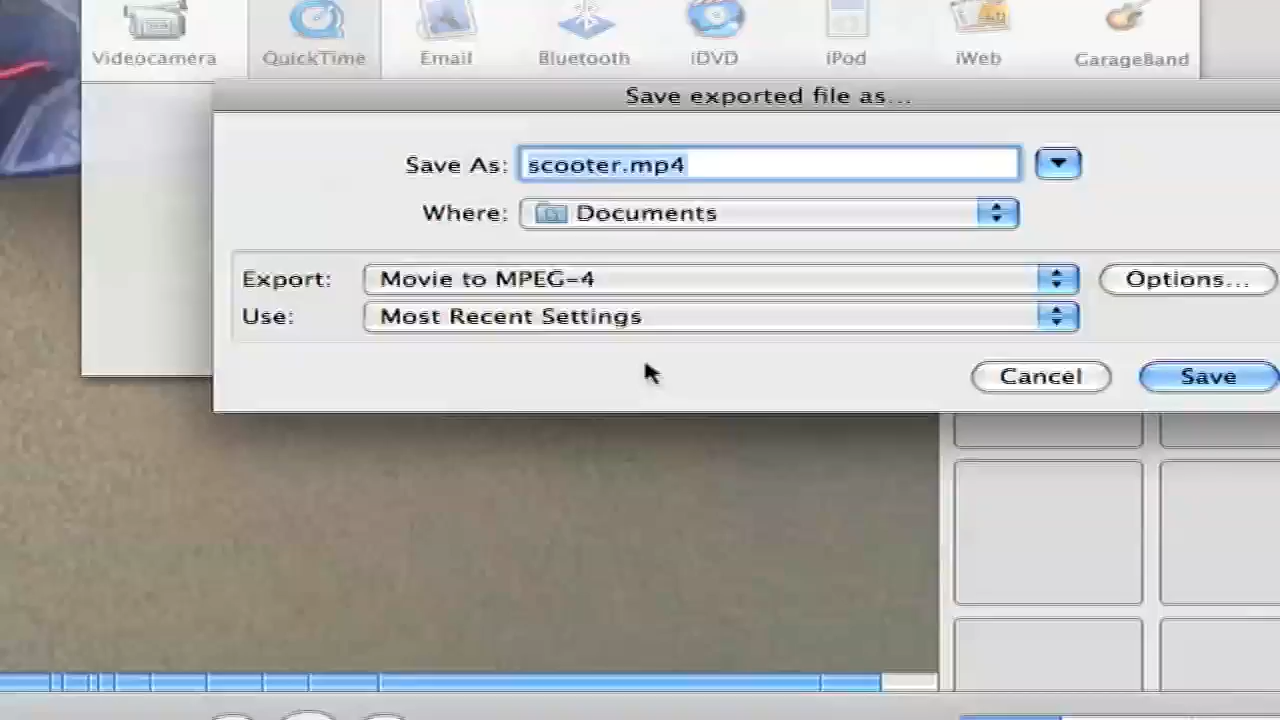 Videocamera QuickTime Email Bluetooth iDVD iPod iWeb GarageBand
Save exported file as...
Save As: scooter.mp4
Where: Documents
Export: Movie to MPEG-4 Options...
Use: Most Recent Settings
Cancel Save